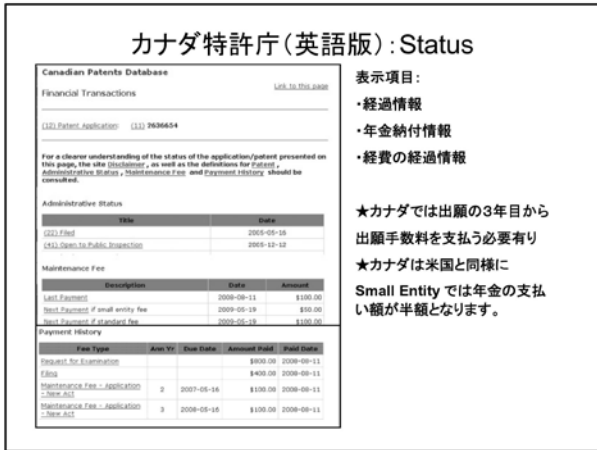 カナダ特許庁(英語版):Status
Canadian Patents Database
Link to this page
Financial Transactions
(12) Patent Application: (11) 2636654
For a clearer understanding of the status of the application/patent presented on
this page, the site Disclaimer , as well as the definitions for Patent ,
Administrative Status , Maintenance Fee and Payment History should be
consulted.
Administrative Status
Title Date
(22) Filed 2005-05-16
(41) Open to Public Inspection 2005-12-12
Maintenance Fee
Description Date Amount
Last Payment 2008-08-11 $100.00
Next Payment if small entity fee 2009-05-19 $50.00
Next Payment if standard fee 2009-05-19 $100.00
Payment History
Fee Type Ann Yr Due Date Amount Paid Paid Date
Request for Examination $800.00 2008-08-11
Filing $400.00 2008-08-11
Maintenance Fee - Application
- New Act 2 2007-05-16 $100.00 2008-08-11
Maintenance Fee - Application
- New Act 3 2008-05-16 $100.00 2008-08-11
表示項目:
・経過情報
・年金納付情報
・経費の経過情報
★カナダでは出願の3年目から
出願手数料を支払う必要有り
★カナダは米国と同様に
Small Entity では年金の支払
い額が半額となります。